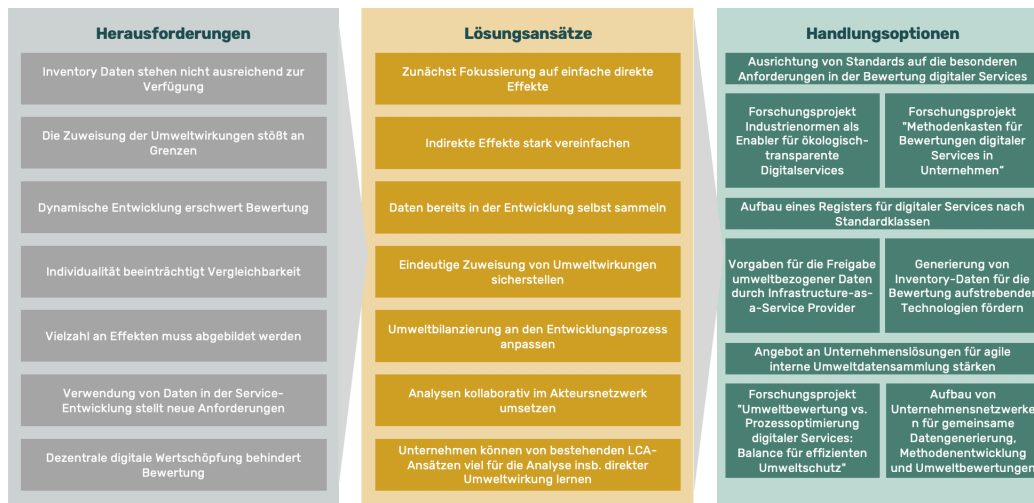 Herausforderungen
Inventory Daten stehen nicht ausreichend zur
Verfügung
Die Zuweisung der Umweltwirkungen stößt an
Grenzen
Dynamische Entwicklung erschwert Bewertung
Individualität beeinträchtigt Vergleichbarkeit
Vielzahl an Effekten muss abgebildet werden
Verwendung von Daten in der Service-
Entwicklung stellt neue Anforderungen
Dezentrale digitale Wertschöpfung behindert
Bewertung
Lösungsansätze
Zunächst Fokussierung auf einfache direkte
Effekte
Indirekte Effekte stark vereinfachen
Daten bereits in der Entwicklung selbst sammeln
Eindeutige Zuweisung von Umweltwirkungen
sicherstellen
Umweltbilanzierung an den Entwicklungsprozess
anpassen
Analysen kollaborativ im Akteursnetzwerk
umsetzen
Unternehmen können von bestehenden LCA-
Ansätzen viel für die Analyse insb. direkter
Umweltwirkung lernen
Handlungsoptionen
Ausrichtung von Standards auf die besonderen
Anforderungen in der Bewertung digitaler Services
Forschungsprojekt
Industrienormen als
Enabler für ökologisch-
transparente
Digitalservices
Forschungsprojekt
"Methodenkasten für
Bewertungen digitaler
Services in
Unternehmen"
Aufbau eines Registers für digitaler Services nach
Standardklassen
Vorgaben für die Freigabe
umweltbezogener Daten
durch Infrastructure-as-
a-Service Provider
Generierung von
Inventory-Daten für die
Bewertung aufstrebender
Technologien fördern
Angebot an Unternehmenslösungen für agile
interne Umweltdatensammlung stärken
Forschungsprojekt
"Umweltbewertung vs.
Prozessoptimierung
digitaler Services:
Balance für effizienten
Umweltschutz"
Aufbau von
Unternehmensnetzwerke
n für gemeinsame
Datengenerierung,
Methodenentwicklung
und Umweltbewertungen